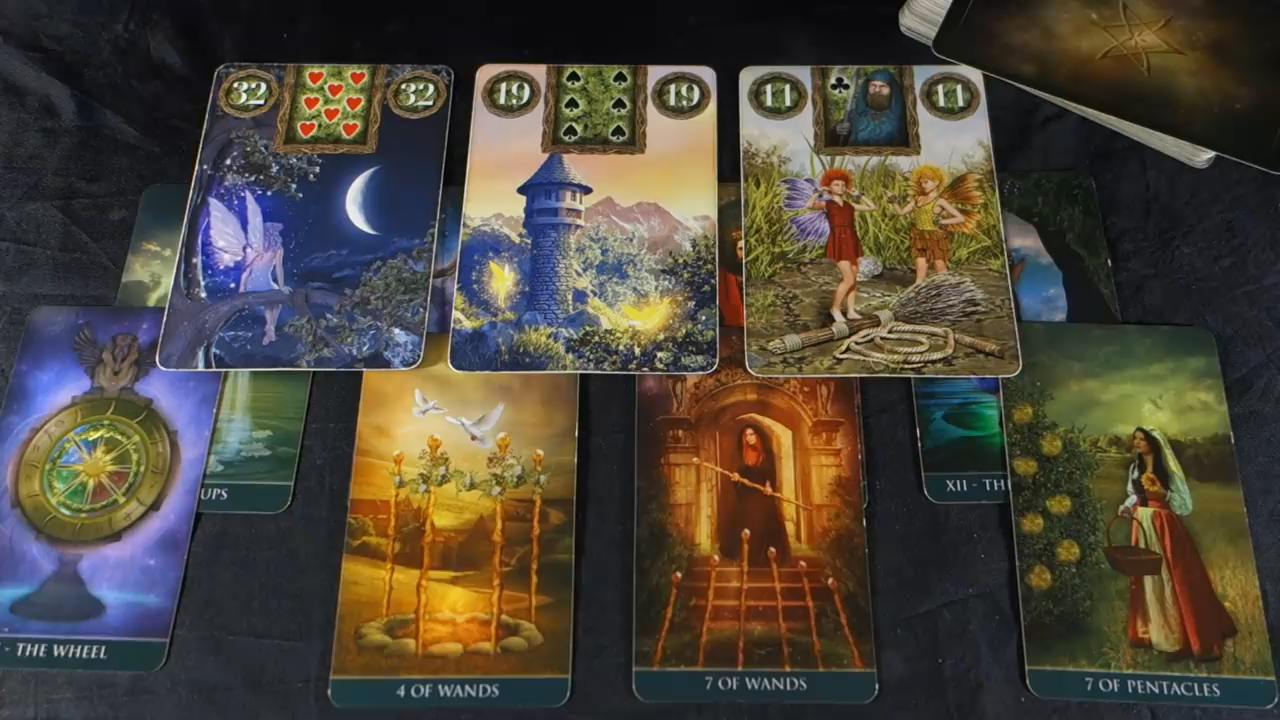 32 32
19 19
11 11
UPS
XII - TH
- THE WHEEL
4 OF WANDS
7 OF WANDS
7 OF PENTACLES